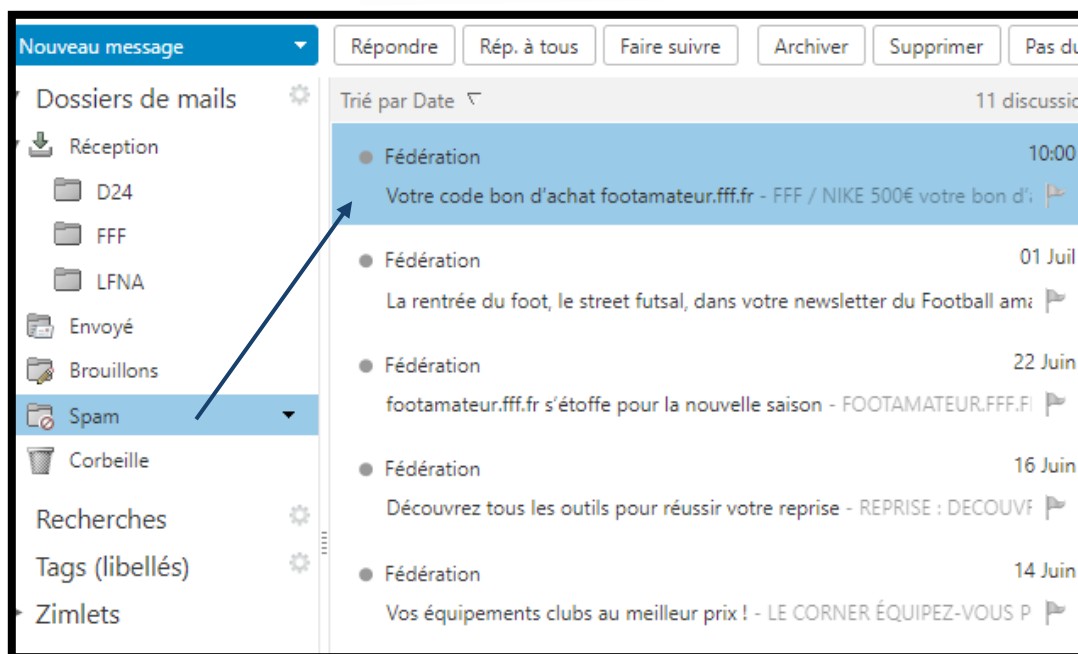 Nouveau message
Répondre Rép. à tous Faire suivre Archiver Supprimer Pas du
Dossiers de mails
Réception
D24
FFF
LFNA
Envoyé
Brouillons
Spam
Corbeille
Recherches
Tags (libellés)
Zimlets
Trié par Date 11 discussio
Fédération 10:00
Votre code bon d'achat footamateur.fff.fr - FFF / NIKE 500€ votre bon d'a
Fédération 01 Juil
La rentrée du foot, le street futsal, dans votre newsletter du Football ama
Fédération 22 Juin
footamateur.fff.fr s'étoffe pour la nouvelle saison - FOOTAMATEUR.FFF.F
Fédération 16 Juin
Découvrez tous les outils pour réussir votre reprise - REPRISE : DECOUVR
Fédération 14 Juin
Vos équipements clubs au meilleur prix ! - LE CORNER ÉQUIPEZ-VOUS P